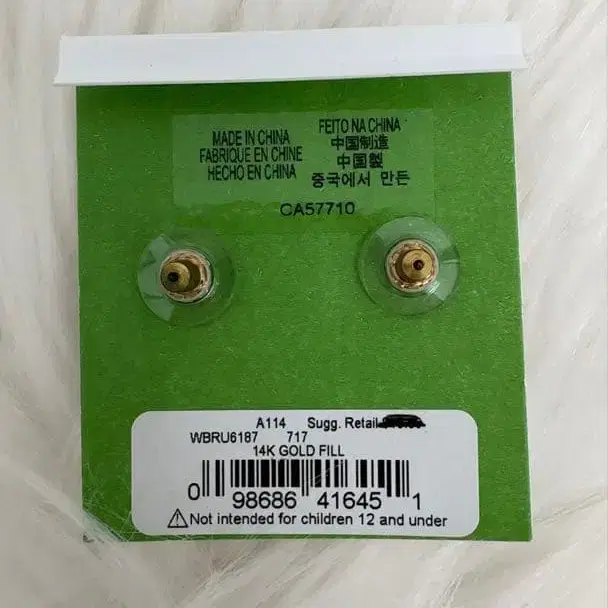 MADE IN CHINA
FABRIQUE EN CHINE
HECHO EN CHINA
FEITO NA CHINA
中国制造
中国製
중국에서 만든
CA57710
A114 Sugg. Retail
WBRU6187 717
14K GOLD FILL
0 98686 41645 1
Not intended for children 12 and under